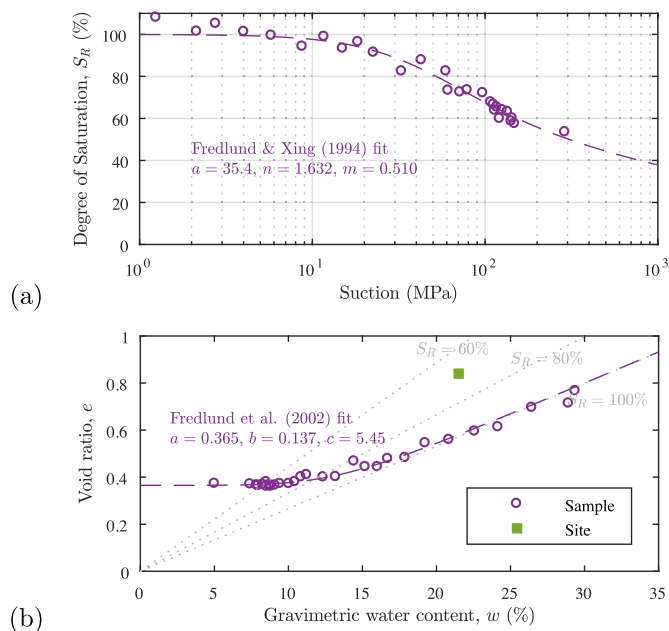 100
80
60
40
20
0
Degree of Saturation, S_R (%)
Fredlund & Xing (1994) fit
a = 35.4, n = 1.632, m = 0.510
10^0
10^1
10^2
10^3
Suction (MPa)
(a)
1
0.8
0.6
0.4
0.2
0
Void ratio, e
S_R = 60%
S_R = 80%
S_R = 100%
Fredlund et al. (2002) fit
a = 0.365, b = 0.137, c = 5.45
Sample
Site
0 5 10 15 20 25 30 35
Gravimetric water content, w (%)
(b)